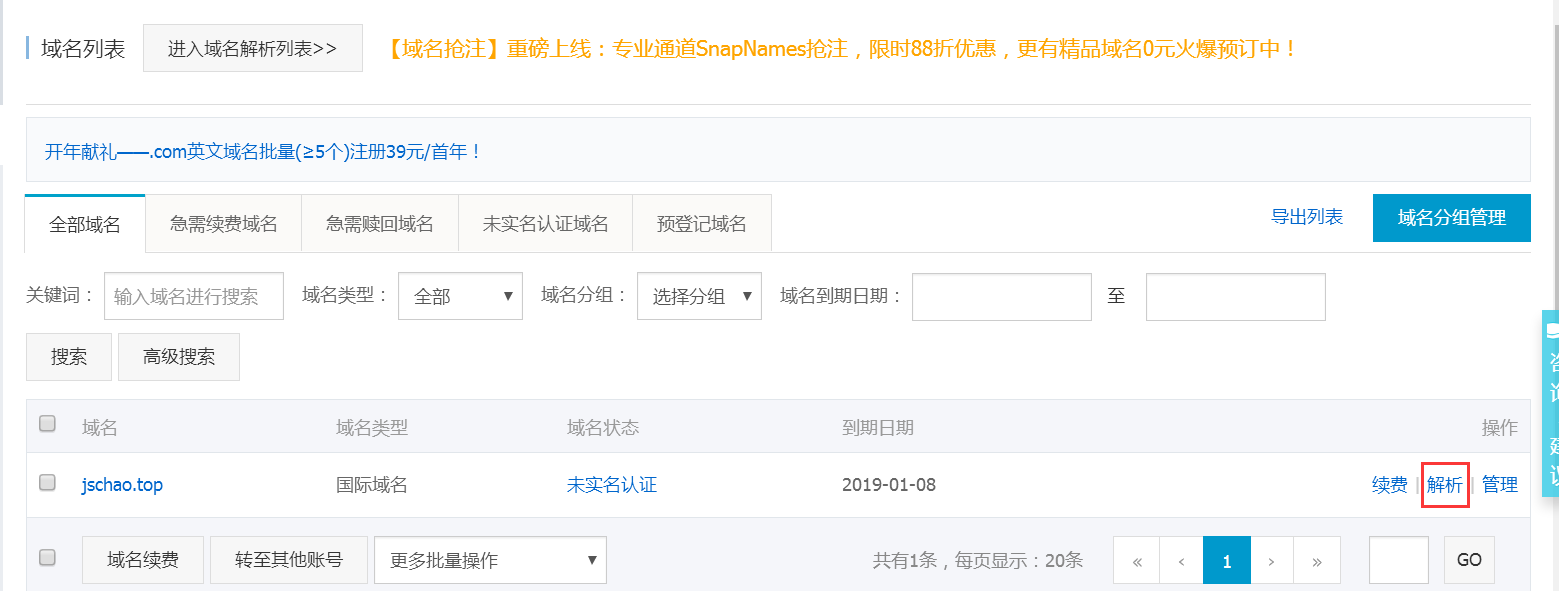 域名列表 进入域名解析列表>> 【域名抢注】重磅上线：专业通道SnapNames抢注，限时88折优惠，更有精品域名0元火爆预订中！
开年献礼——.com英文域名批量(≥5个)注册39元/首年！
全部域名 急需续费域名 急需赎回域名 未实名认证域名 预登记域名 导出列表 域名分组管理
关键词： 输入域名进行搜索 域名类型： 全部 ▼ 域名分组： 选择分组 ▼ 域名到期日期： 至
搜索 高级搜索
域名 域名类型 域名状态 到期日期 操作
jschao.top 国际域名 未实名认证 2019-01-08 续费 | 解析 | 管理
域名续费 转至其他账号 更多批量操作 ▼ 共有1条，每页显示：20条 « ‹ 1 › » GO
咨
询
建
议